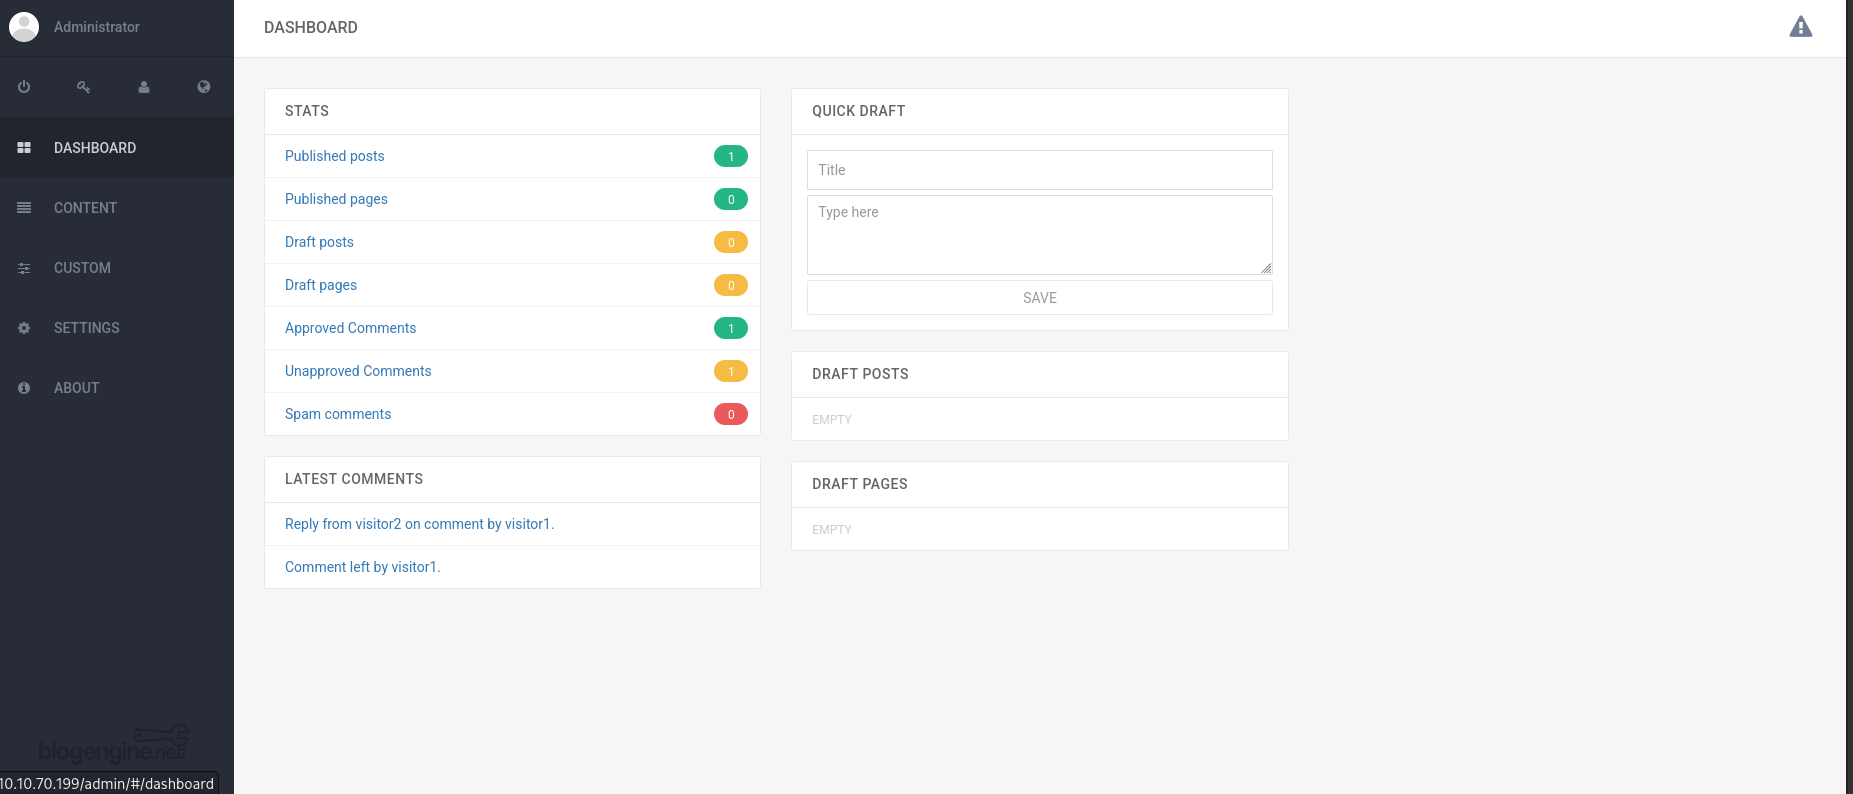 Administrator
DASHBOARD
CONTENT
CUSTOM
SETTINGS
ABOUT
blogengine.net
10.10.70.199/admin/#/dashboard
DASHBOARD
STATS
Published posts 1
Published pages 0
Draft posts 0
Draft pages 0
Approved Comments 1
Unapproved Comments 1
Spam comments 0
LATEST COMMENTS
Reply from visitor2 on comment by visitor1.
Comment left by visitor1.
QUICK DRAFT
Title
Type here
SAVE
DRAFT POSTS
EMPTY
DRAFT PAGES
EMPTY